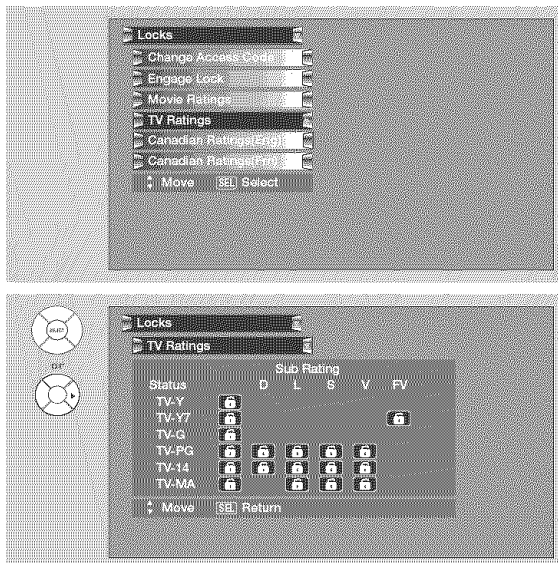 Locks
Change Access Code
Engage Lock
Movie Ratings
TV Ratings
Canadian Ratings(Eng)
Canadian Ratings(Frn)
Move SEL Select
or
Locks
TV Ratings
Sub Rating
Status D L S V FV
TV-Y
TV-Y7
TV-G
TV-PG
TV-14
TV-MA
Move SEL Return